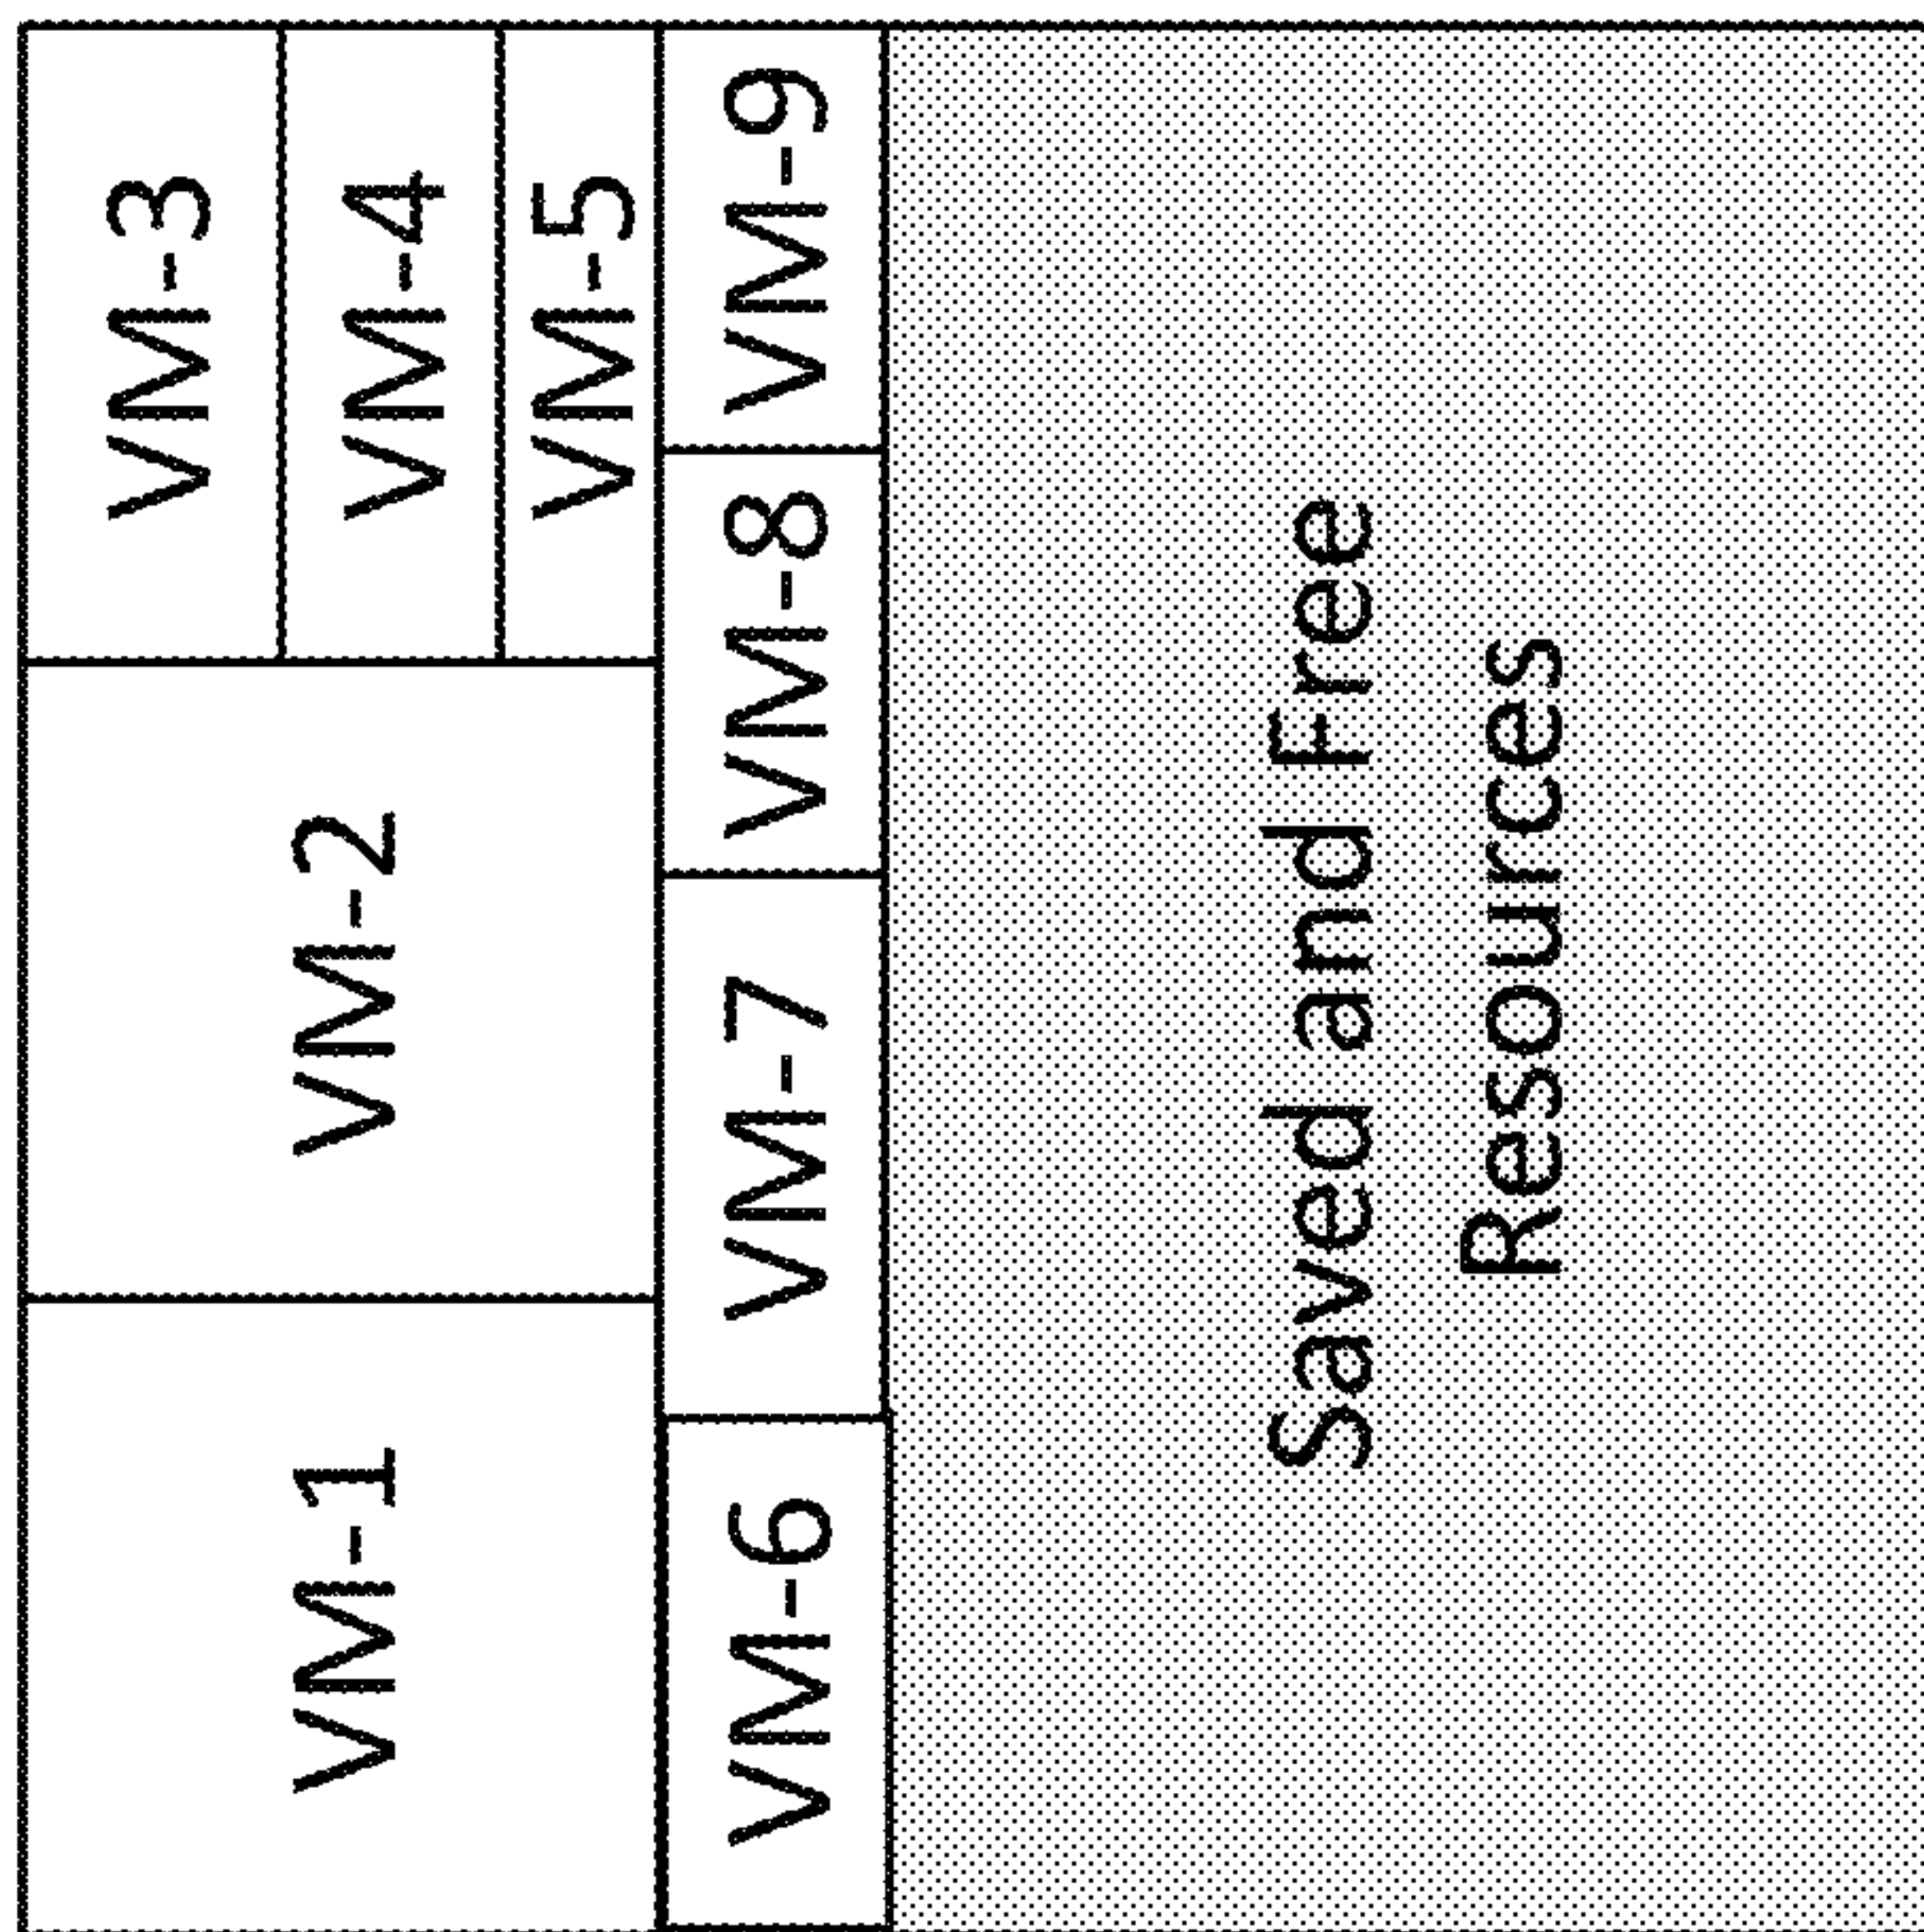 VM-1
VM-2
VM-3
VM-4
VM-5
VM-6
VM-7
VM-8
VM-9
Saved and Free
Resources